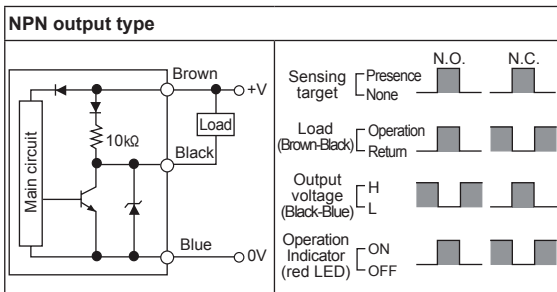 NPN output type
Brown
+V
Load
10kΩ
Black
Main circuit
Blue
0V
N.O. N.C.
Sensing target
Presence
None
Load (Brown-Black)
Operation
Return
Output voltage (Black-Blue)
H
L
Operation Indicator (red LED)
ON
OFF